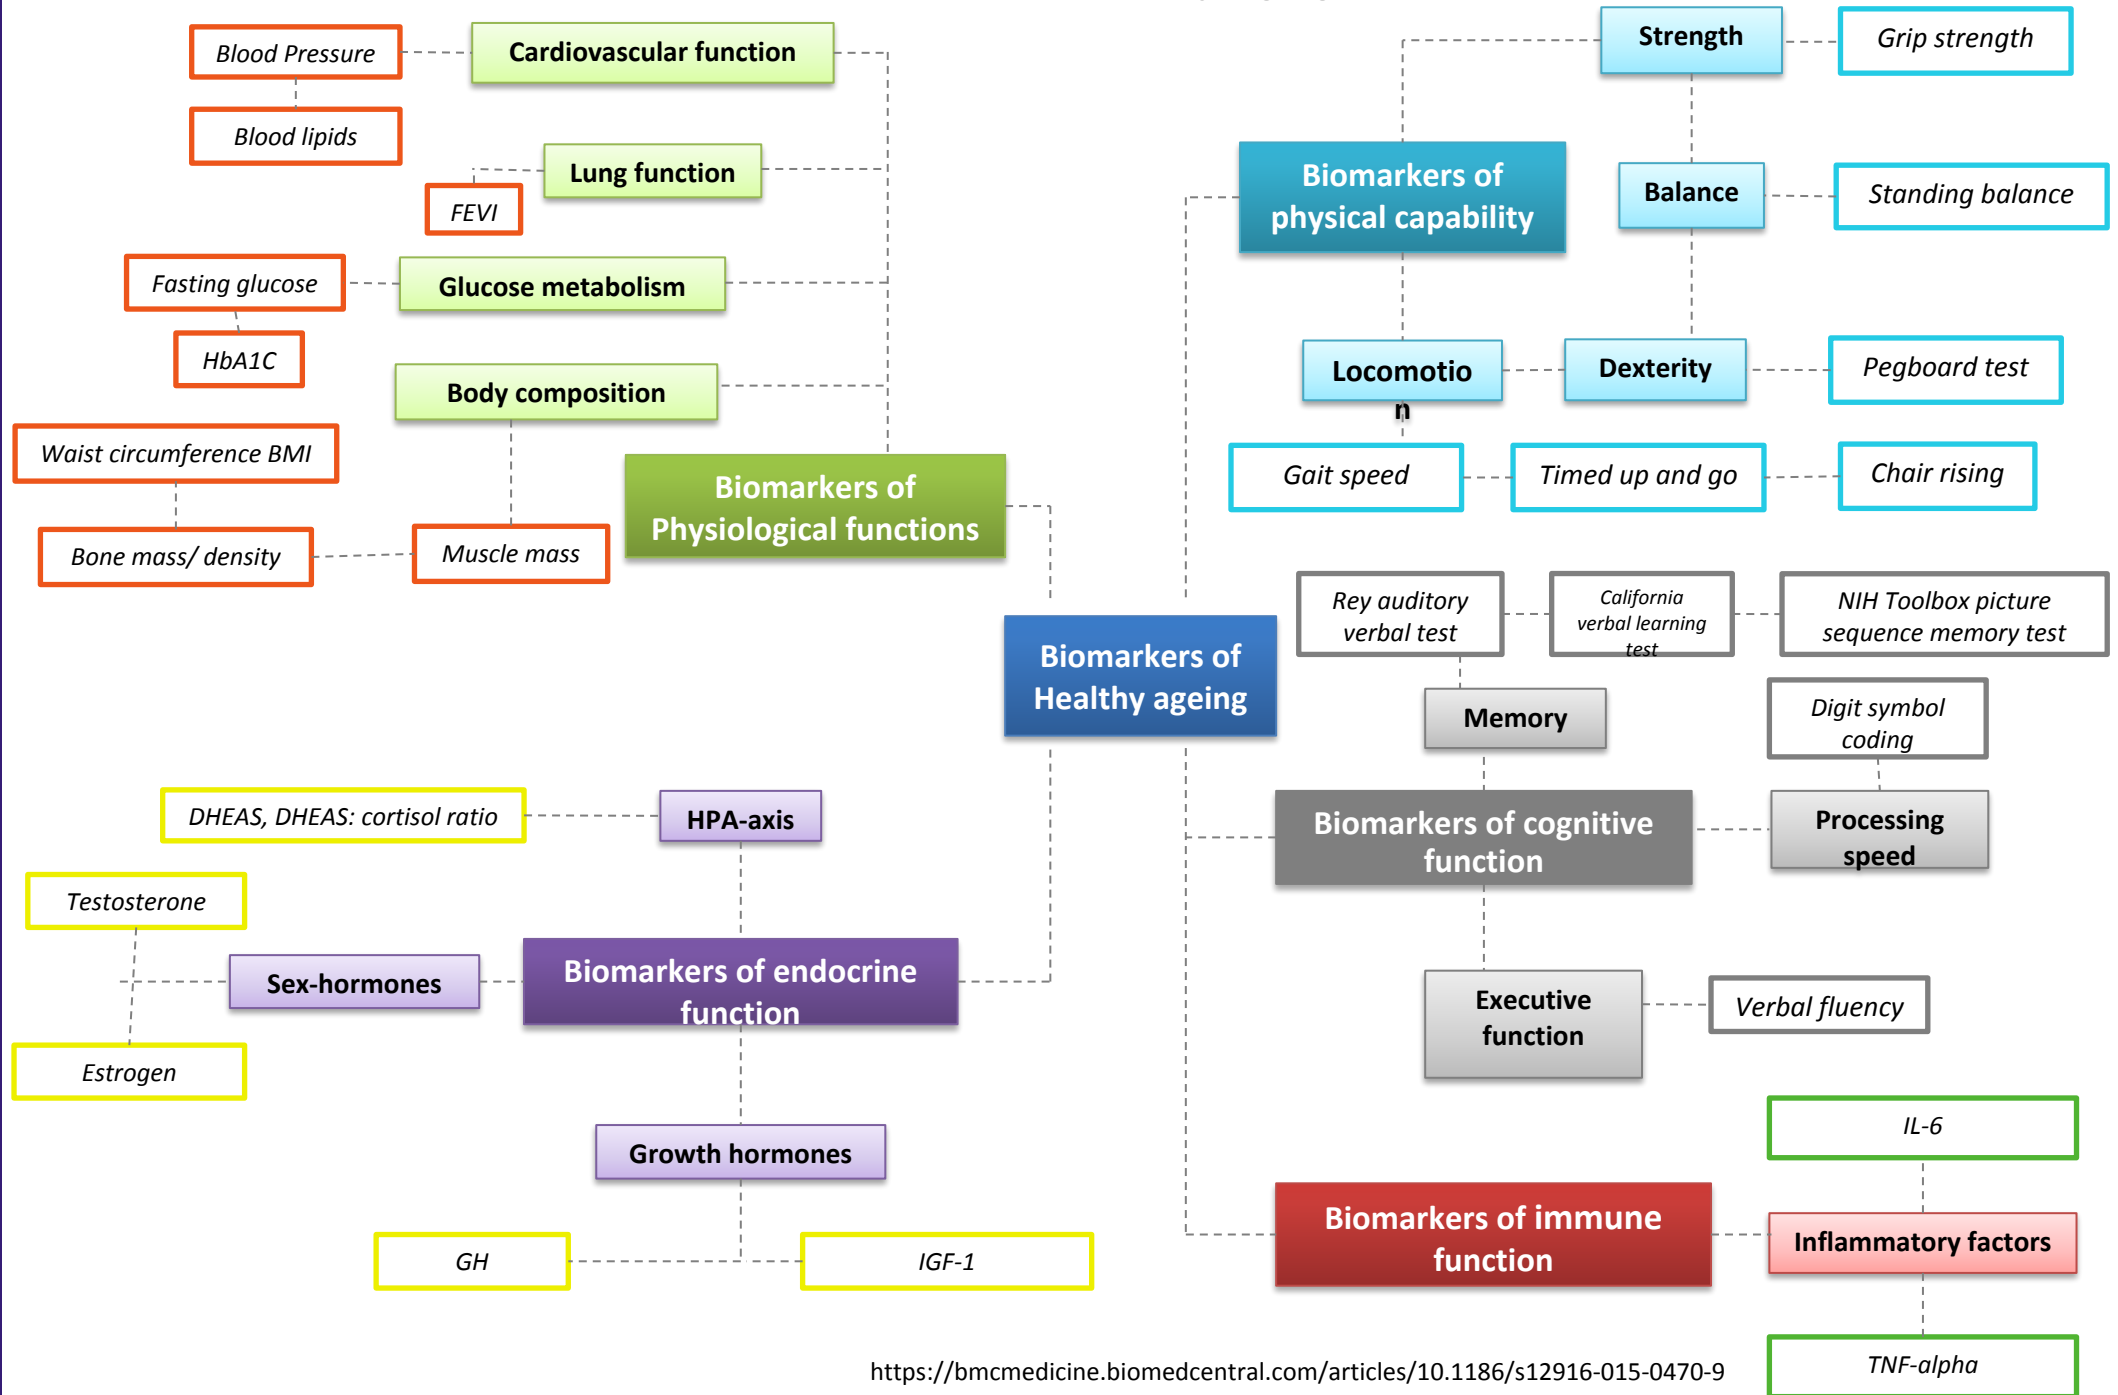 Blood Pressure
Cardiovascular function
Blood lipids
Lung function
FEVI
Fasting glucose
Glucose metabolism
HbA1C
Body composition
Waist circumference BMI
Biomarkers of
Physiological functions
Bone mass/ density
Muscle mass
Strength
Grip strength
Biomarkers of
physical capability
Balance
Standing balance
Locomotio
n
Dexterity
Pegboard test
Gait speed
Timed up and go
Chair rising
Biomarkers of
Healthy ageing
Rey auditory
verbal test
California
verbal learning
test
NIH Toolbox picture
sequence memory test
Memory
Digit symbol
coding
Biomarkers of cognitive
function
Processing
speed
Executive
function
Verbal fluency
DHEAS, DHEAS: cortisol ratio
HPA-axis
Testosterone
Sex-hormones
Biomarkers of endocrine
function
Estrogen
Growth hormones
GH
IGF-1
IL-6
Biomarkers of immune
function
Inflammatory factors
TNF-alpha
https://bmcmedicine.biomedcentral.com/articles/10.1186/s12916-015-0470-9